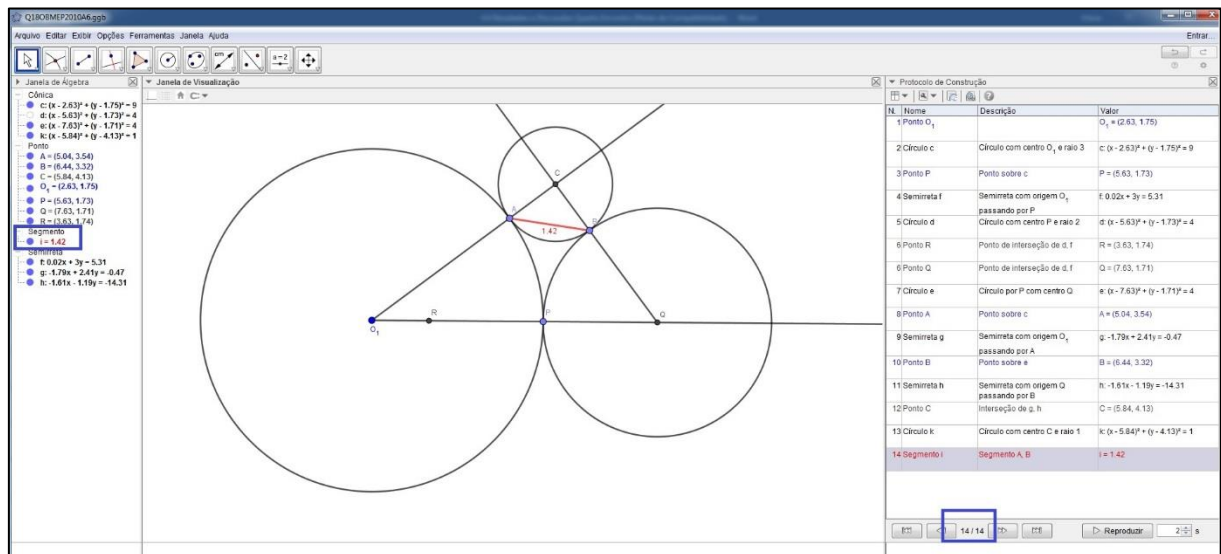 Q18OBMEP2010A6.ggb
Arquivo Editar Exibir Opções Ferramentas Janela Ajuda
Entrar...
a=2
Janela de Álgebra
Cônica
c: (x - 2.63)² + (y - 1.75)² = 9
d: (x - 5.63)² + (y - 1.73)² = 4
e: (x - 7.63)² + (y - 1.71)² = 4
k: (x - 5.84)² + (y - 4.13)² = 1
Ponto
A = (5.04, 3.54)
B = (6.44, 3.32)
C = (5.84, 4.13)
O₁ = (2.63, 1.75)
P = (5.63, 1.73)
Q = (7.63, 1.71)
R = (3.63, 1.74)
Segmento
i = 1.42
Semirreta
f: 0.02x + 3y = 5.31
g: -1.79x + 2.41y = -0.47
h: -1.61x - 1.19y = -14.31
Janela de Visualização
C
A
B
1.42
R
P
Q
O₁
Protocolo de Construção
N. Nome Descrição Valor
1 Ponto O₁ O₁ = (2.63, 1.75)
2 Círculo c Círculo com centro O₁ e raio 3 c: (x - 2.63)² + (y - 1.75)² = 9
3 Ponto P Ponto sobre c P = (5.63, 1.73)
4 Semirreta f Semirreta com origem O₁ f: 0.02x + 3y = 5.31
passando por P
5 Círculo d Círculo com centro P e raio 2 d: (x - 5.63)² + (y - 1.73)² = 4
6 Ponto R Ponto de interseção de d, f R = (3.63, 1.74)
6 Ponto Q Ponto de interseção de d, f Q = (7.63, 1.71)
7 Círculo e Círculo por P com centro Q e: (x - 7.63)² + (y - 1.71)² = 4
8 Ponto A Ponto sobre c A = (5.04, 3.54)
9 Semirreta g Semirreta com origem O₁ g: -1.79x + 2.41y = -0.47
passando por A
10 Ponto B Ponto sobre e B = (6.44, 3.32)
11 Semirreta h Semirreta com origem Q h: -1.61x - 1.19y = -14.31
passando por B
12 Ponto C Interseção de g, h C = (5.84, 4.13)
13 Círculo k Círculo com centro C e raio 1 k: (x - 5.84)² + (y - 4.13)² = 1
14 Segmento i Segmento A, B i = 1.42
14 / 14
Reproduzir
2 s